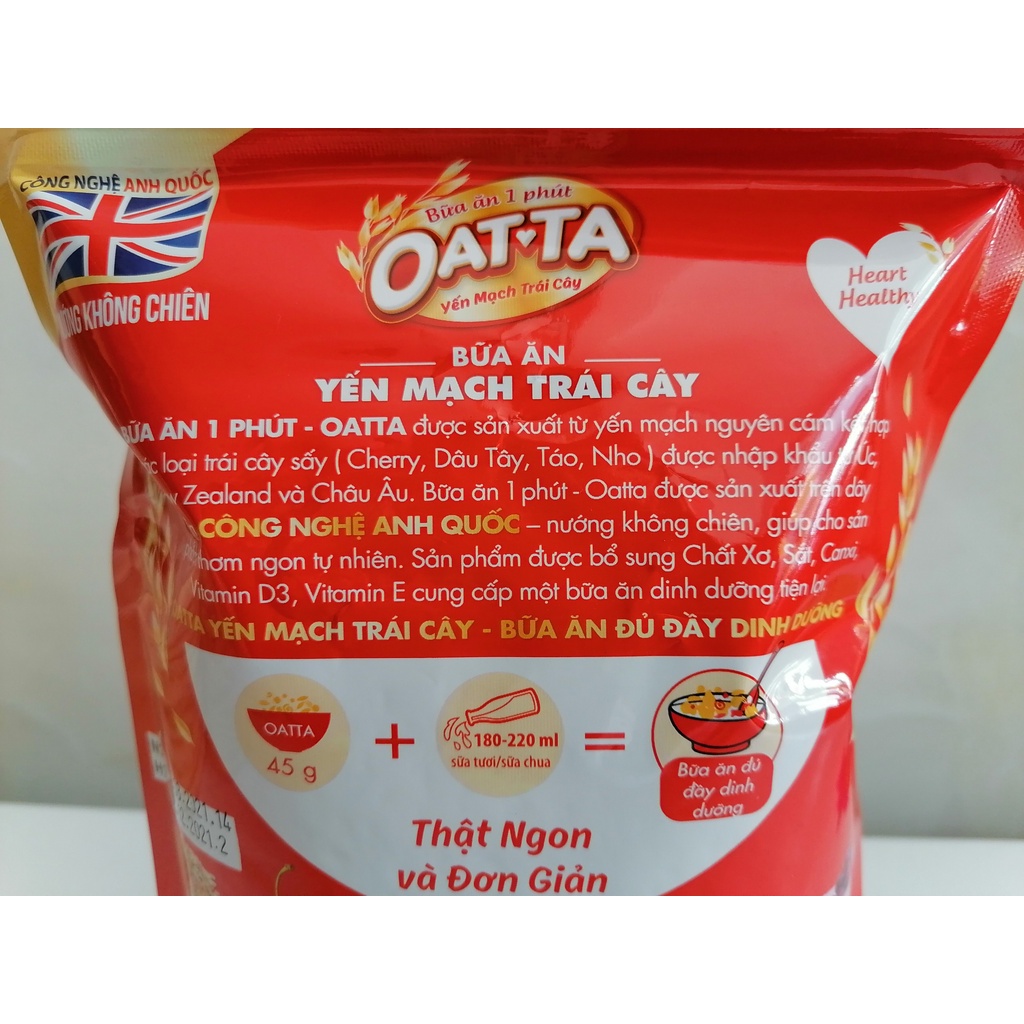 CÔNG NGHỆ ANH QUỐC
KHÔNG CHIÊN
Bữa ăn 1 phút
OAT TA
Yến Mạch Trái Cây
Heart
Healthy
BỮA ĂN
YẾN MẠCH TRÁI CÂY
BỮA ĂN 1 PHÚT - OATTA được sản xuất từ yến mạch nguyên cám kết hợp
loại trái cây sấy ( Cherry, Dâu Tây, Táo, Nho ) được nhập khẩu từ Úc,
Zealand và Châu Âu. Bữa ăn 1 phút - Oatta được sản xuất trên dây
CÔNG NGHỆ ANH QUỐC – nướng không chiên, giúp cho sản
thơm ngon tự nhiên. Sản phẩm được bổ sung Chất Xơ, Sắt, Canxi,
Vitamin D3, Vitamin E cung cấp một bữa ăn dinh dưỡng tiện lợi.
OATTA YẾN MẠCH TRÁI CÂY - BỮA ĂN ĐỦ ĐẦY DINH DƯỠNG
OATTA
45 g
+
180-220 ml
sữa tươi/sữa chua
=
Bữa ăn đủ
đầy dinh
dưỡng
Thật Ngon
và Đơn Giản